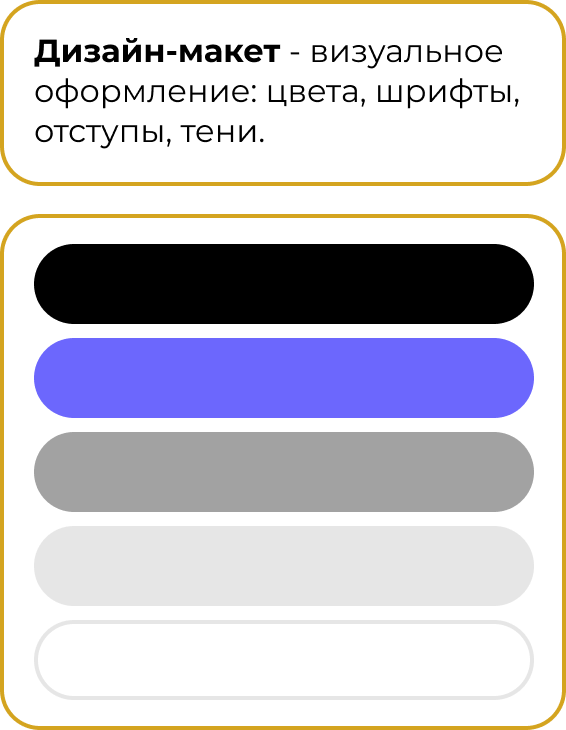 Дизайн-макет - визуальное
оформление: цвета, шрифты,
отступы, тени.